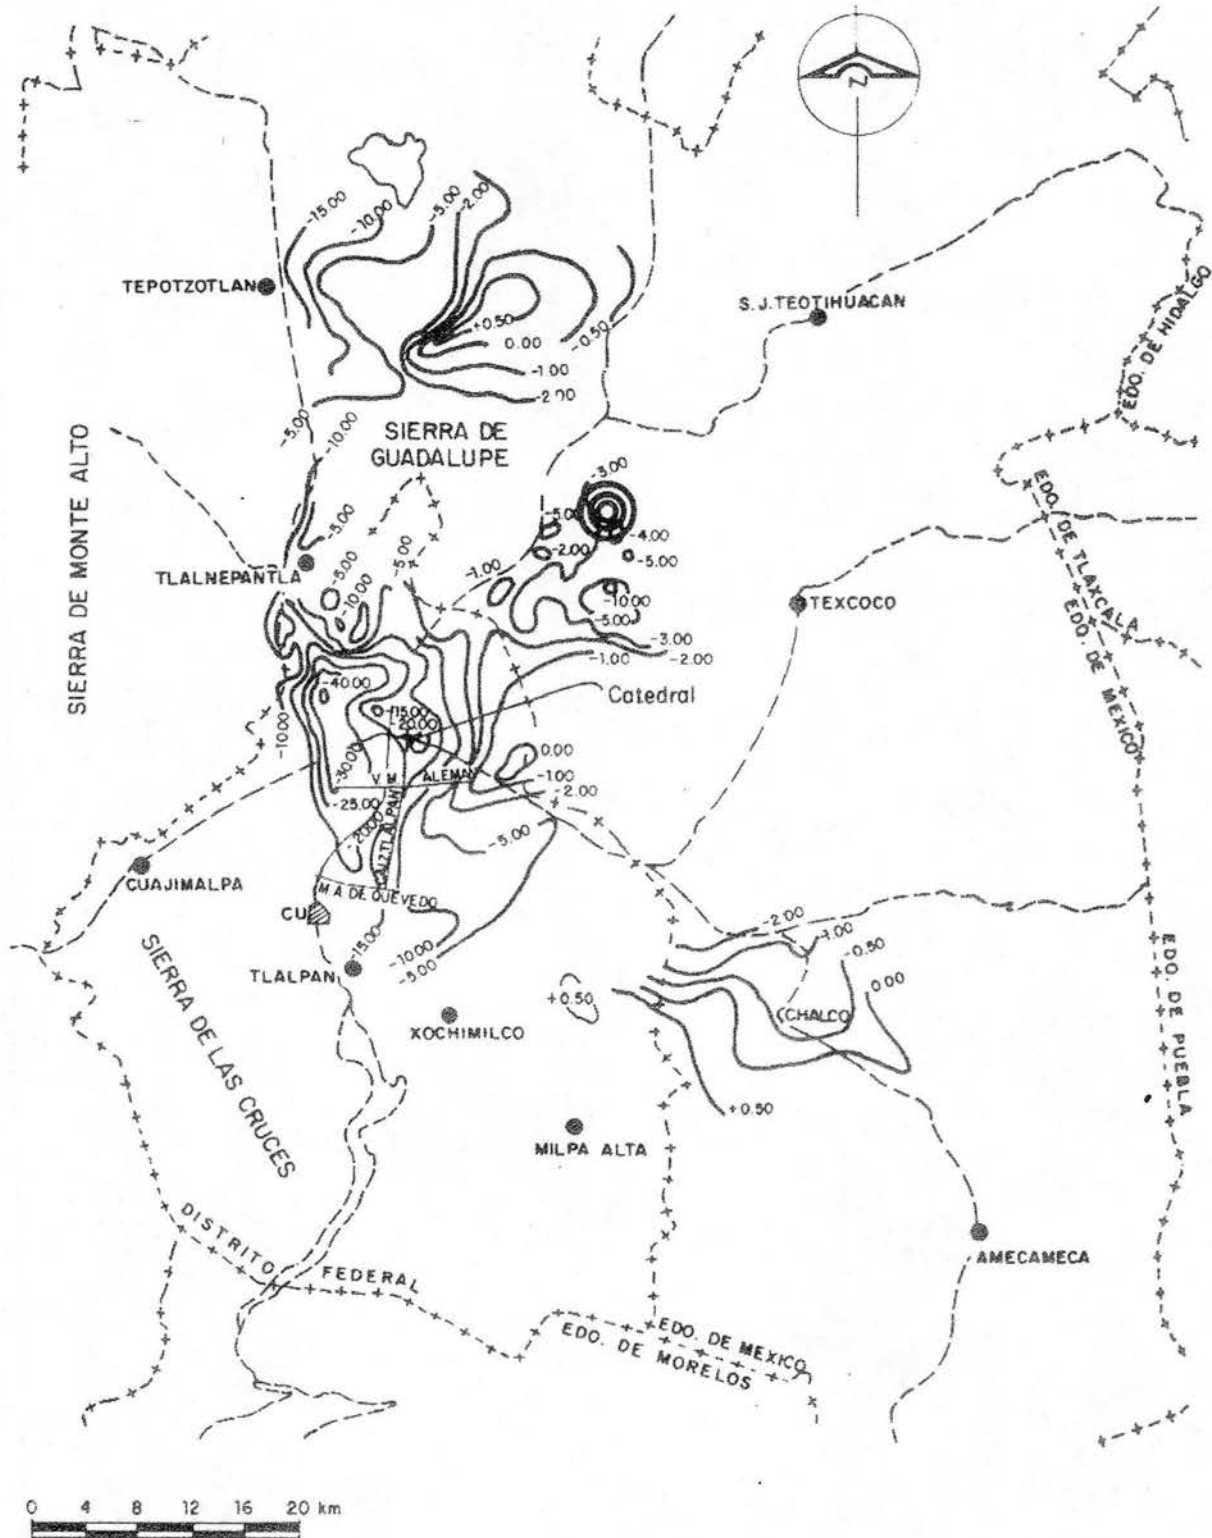 N
-15.00
-10.00
-5.00
-2.00
TEPOTZOTLAN
S.J. TEOTIHUACAN
+0.50
0.00
-0.50
-1.00
-2.00
EDO. DE HIDALGO
-5.00
-10.00
SIERRA DE
GUADALUPE
SIERRA DE MONTE ALTO
-3.00
-5.00
-4.00
-5.00
-2.00
-5.00
TLALNEPANTLA
-5.00
-10.00
-5.00
-1.00
-10.00
-5.00
TEXCOCO
EDO. DE TLAXCALA
EDO. DE MEXICO
-3.00
-1.00
-2.00
-40.00
-10.00
-15.00
-20.00
Catedral
0.00
-30.00
V. M. ALEMAN
-1.00
-2.00
-25.00
-20.00
CALZ TLALPAN
-5.00
CUAJIMALPA
M A DE QUEVEDO
CU
-15.00
-10.00
-5.00
TLALPAN
-2.00
-1.00
-0.50
0.00
SIERRA DE LAS CRUCES
+0.50
CHALCO
XOCHIMILCO
EDO. DE PUEBLA
+0.50
MILPA ALTA
DISTRITO FEDERAL
AMECAMECA
EDO. DE MEXICO
EDO. DE MORELOS
0 4 8 12 16 20 km